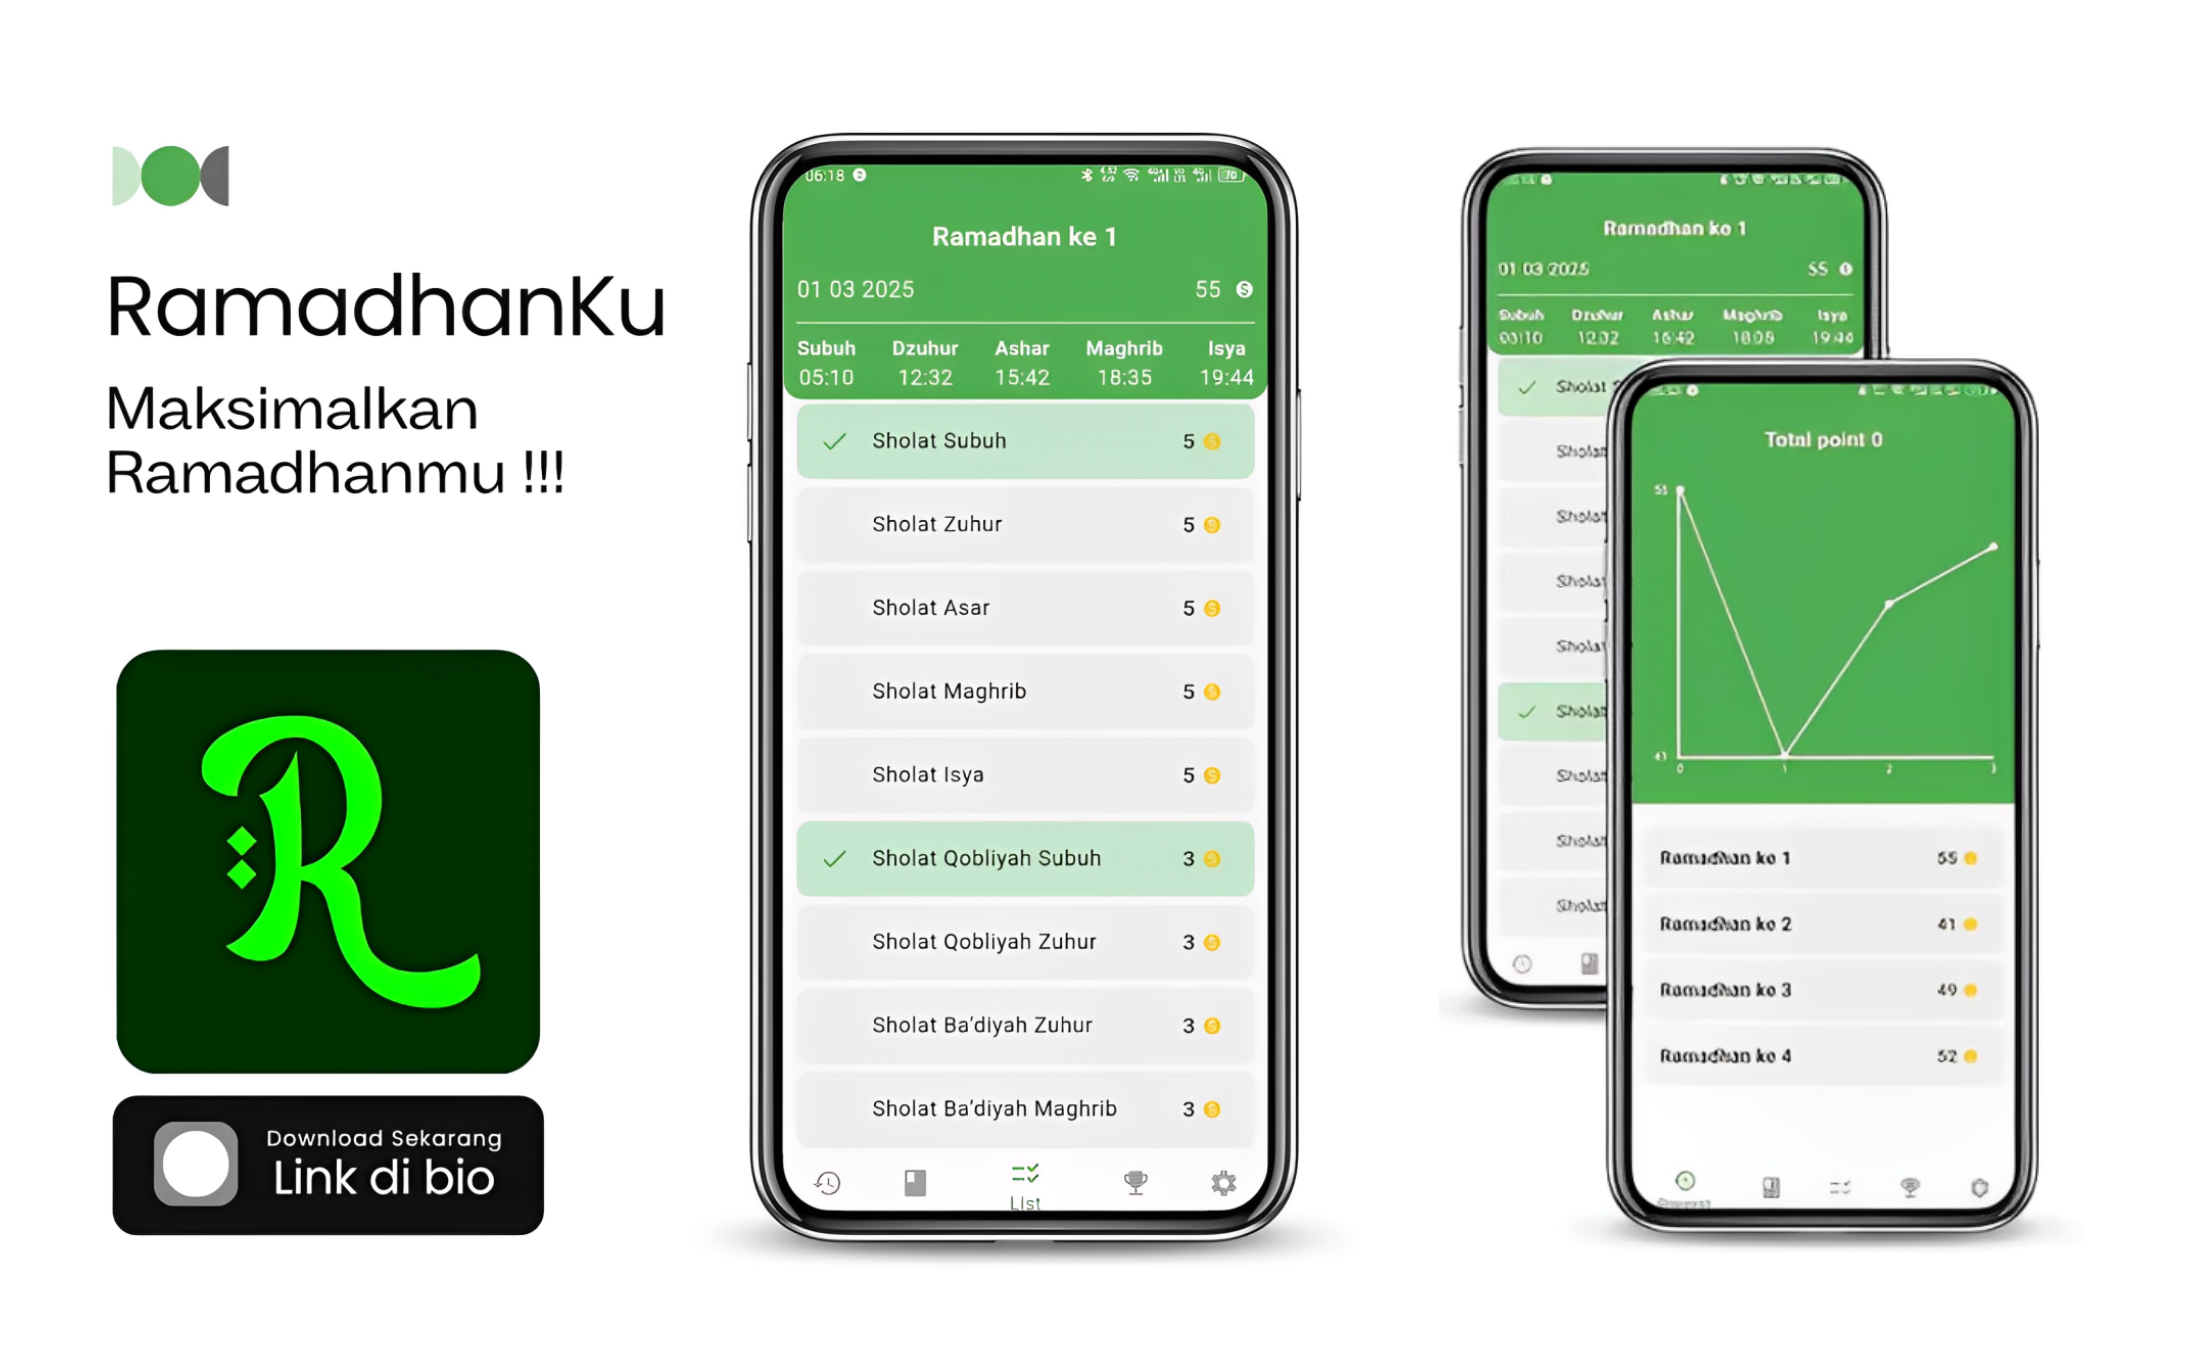 RamadhanKu
Maksimalkan
Ramadhanmu !!!
Download Sekarang
Link di bio
06:18
70
Ramadhan ke 1
01 03 2025 55
Subuh Dzuhur Ashar Maghrib Isya
05:10 12:32 15:42 18:35 19:44
Sholat Subuh 5
Sholat Zuhur 5
Sholat Asar 5
Sholat Maghrib 5
Sholat Isya 5
Sholat Qobliyah Subuh 3
Sholat Qobliyah Zuhur 3
Sholat Ba’diyah Zuhur 3
Sholat Ba’diyah Maghrib 3
List
Ramadhan ke 1
01 03 2025 55
Subuh Dzuhur Ashar Maghrib Isya
12:32 15:42 19:44
Sholat
Sholat
Sholat
Sholat
Sholat
Sholat
Sholat
Sholat
Sholat
Total point 0
55
41
0 1 2 3
Ramadhan ke 1 55
Ramadhan ke 2 41
Ramadhan ke 3 49
Ramadhan ke 4 52